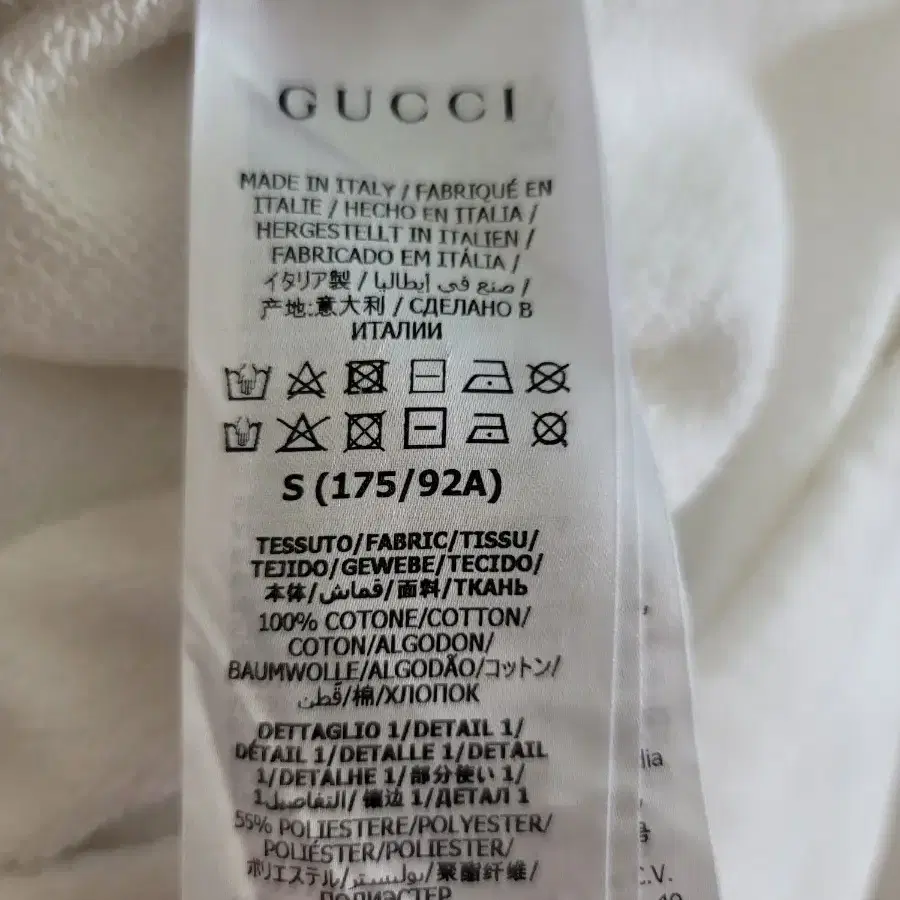 GUCCI
MADE IN ITALY / FABRIQUÉ EN
ITALIE / HECHO EN ITALIA /
HERGESTELLT IN ITALIEN /
FABRICADO EM ITÁLIA /
イタリア製 / صنع في إيطاليا /
产地:意大利 / СДЕЛАНО В
ИТАЛИИ
S (175/92A)
TESSUTO/FABRIC/TISSU/
TEJIDO/GEWEBE/TECIDO/
本体/قماش/面料/ТКАНЬ
100% COTONE/COTTON/
COTON/ALGODON/
BAUMWOLLE/ALGODÃO/コットン/
قطن/棉/ХЛОПОК
DETTAGLIO 1/DETAIL 1/
DÉTAIL 1/DETALLE 1/DETAIL
1/DETALHE 1/部分使い 1/
التفاصيل1/镶边 1/ДЕТАЛ 1
55% POLIESTERE/POLYESTER/
POLIÉSTER/POLIESTER/
ポリエステル/بوليستر/聚酯纤维/
ПОЛИЭСТЕР
lia
C.V.